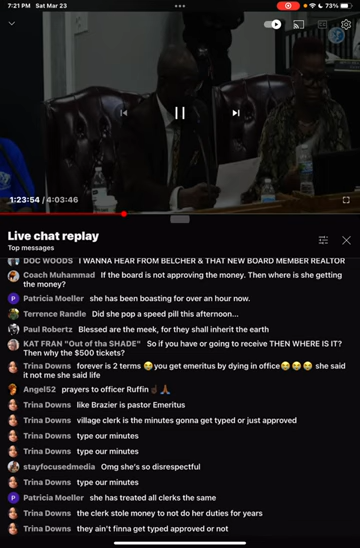 7:21 PM Sat Mar 23
73%
1:23:54 / 4:03:46
Live chat replay
Top messages
DOC WOODS I WANNA HEAR FROM BELCHER & THAT NEW BOARD MEMBER REALTOR
Coach Muhammad If the board is not approving the money. Then where is she getting
the money?
P Patricia Moeller she has been boasting for over an hour now.
Terrence Randle Did she pop a speed pill this afternoon...
Paul Robertz Blessed are the meek, for they shall inherit the earth
KAT FRAN "Out of tha SHADE" So if you have or going to receive THEN WHERE IS IT?
Then why the $500 tickets?
Trina Downs forever is 2 terms 😂you get emeritus by dying in office😂😂😂 she said
it not me she said life
Angel52 prayers to officer Ruffin☝🏾🙏🏾
Trina Downs like Brazier is pastor Emeritus
Trina Downs village clerk is the minutes gonna get typed or just approved
Trina Downs type our minutes
Trina Downs type our minutes
stayfocusedmedia Omg she's so disrespectful
Trina Downs type our minutes
P Patricia Moeller she has treated all clerks the same
Trina Downs the clerk stole money to not do her duties for years
Trina Downs they ain't finna get typed approved or not